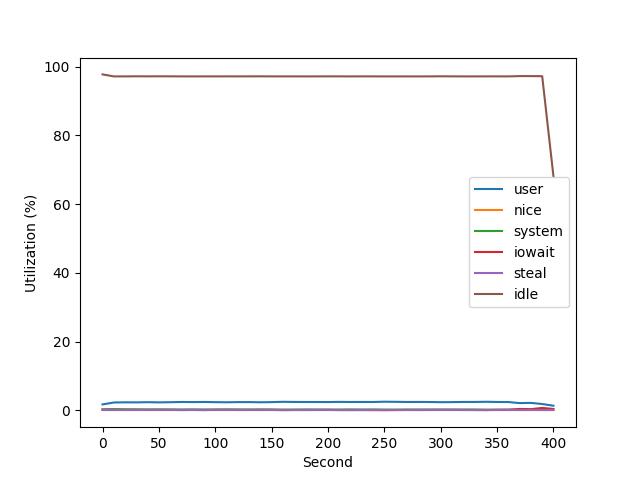 100
80
60
40
20
0
Utilization (%)
user
nice
system
iowait
steal
idle
0 50 100 150 200 250 300 350 400
Second